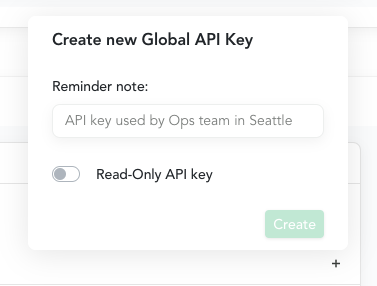 Create new Global API Key
Reminder note:
API key used by Ops team in Seattle
Read-Only API key
Create
+